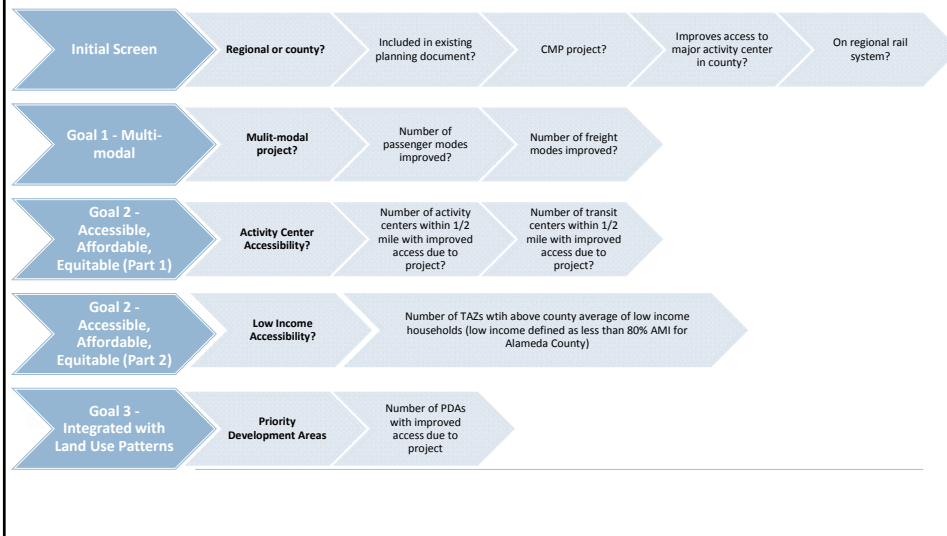 Initial Screen
Regional or county?
Included in existing
planning document?
CMP project?
Improves access to
major activity center
in county?
On regional rail
system?
Goal 1 - Multi-
modal
Mulit-modal
project?
Number of
passenger modes
improved?
Number of freight
modes improved?
Goal 2 -
Accessible,
Affordable,
Equitable (Part 1)
Activity Center
Accessibility?
Number of activity
centers within 1/2
mile with improved
access due to
project?
Number of transit
centers within 1/2
mile with improved
access due to
project?
Goal 2 -
Accessible,
Affordable,
Equitable (Part 2)
Low Income
Accessibility?
Number of TAZs wtih above county average of low income
households (low income defined as less than 80% AMI for
Alameda County)
Goal 3 -
Integrated with
Land Use Patterns
Priority
Development Areas
Number of PDAs
with improved
access due to
project